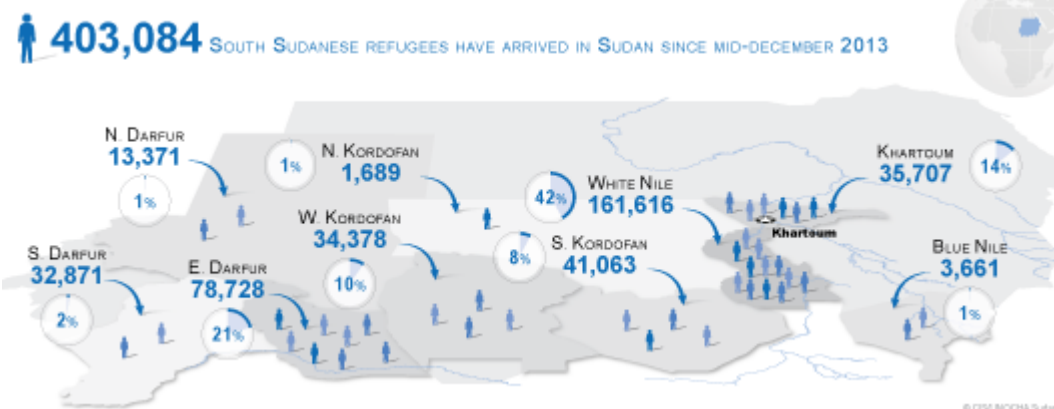 403,084 SOUTH SUDANESE REFUGEES HAVE ARRIVED IN SUDAN SINCE MID-DECEMBER 2013
N. DARFUR
13,371
1%
1%
N. KORDOFAN
1,689
42%
WHITE NILE
161,616
KHARTOUM
35,707
14%
Khartoum
S. DARFUR
32,871
2%
E. DARFUR
78,728
21%
W. KORDOFAN
34,378
10%
8%
S. KORDOFAN
41,063
BLUE NILE
3,661
1%